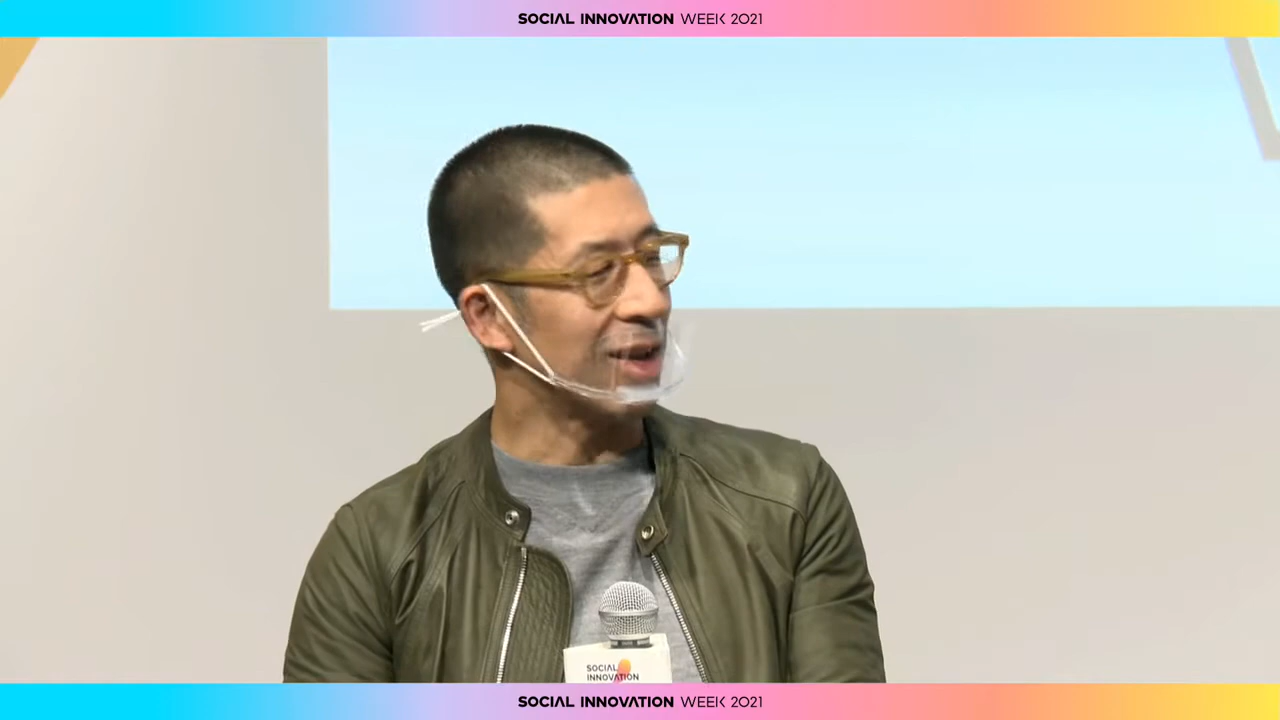 SOCIAL INNOVATION WEEK 2021
SOCIAL
INNOVATION
SOCIAL INNOVATION WEEK 2021